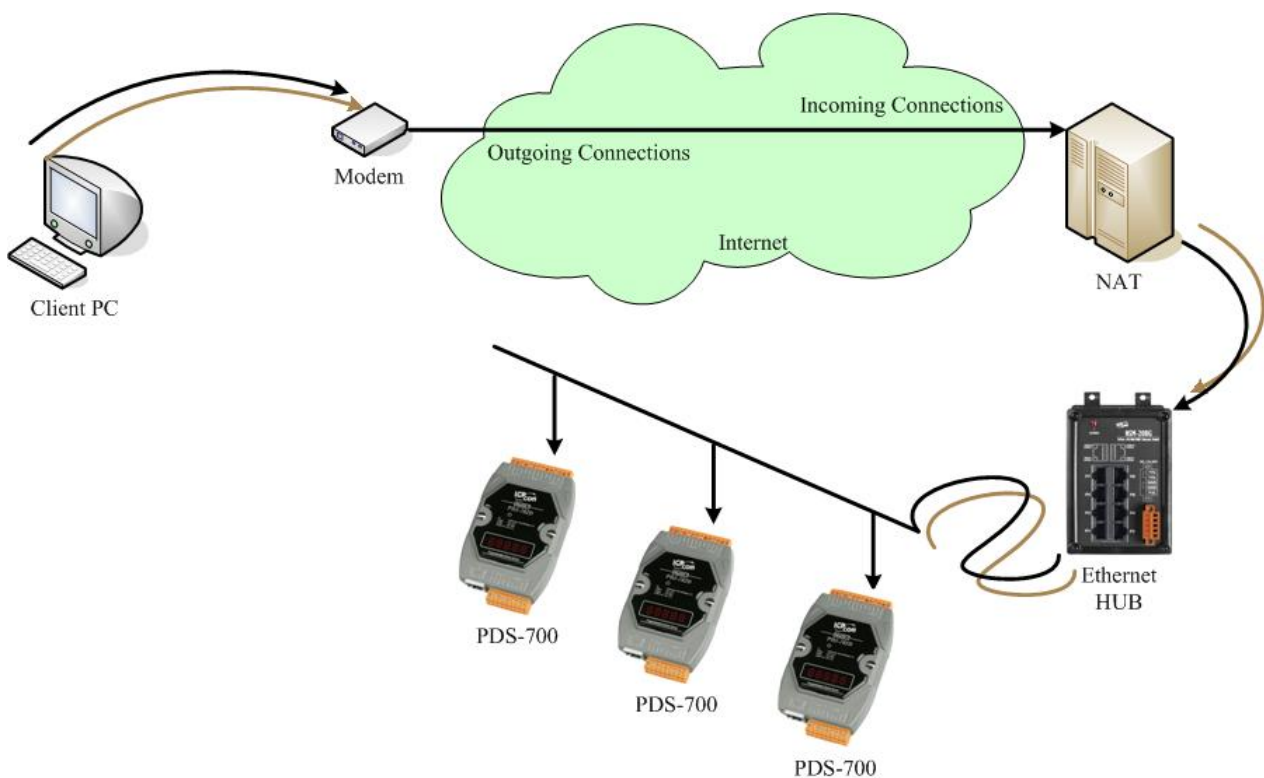 Incoming Connections
Outgoing Connections
Modem
Internet
Client PC
NAT
Ethernet
HUB
PDS-700
PDS-700
PDS-700